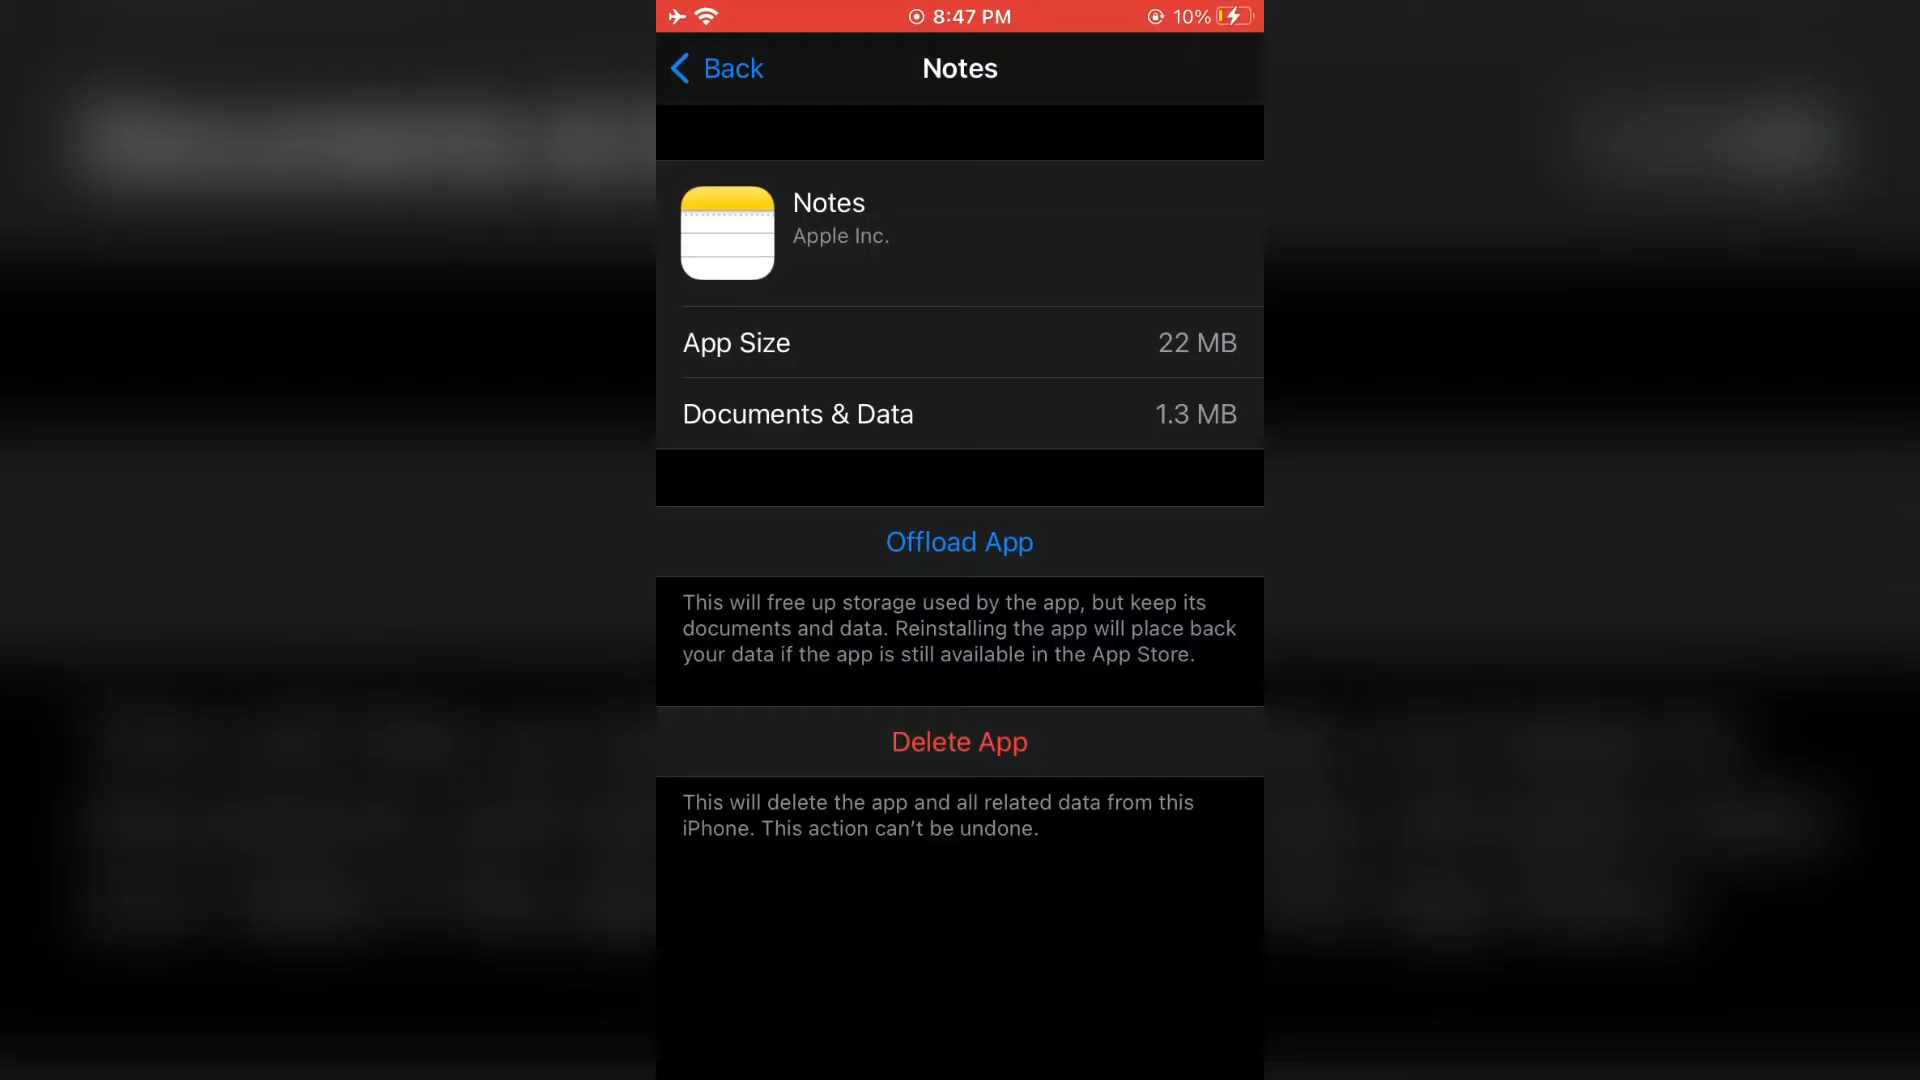 8:47 PM
10%
Back
Notes
Notes
Apple Inc.
App Size
22 MB
Documents & Data
1.3 MB
Offload App
This will free up storage used by the app, but keep its
documents and data. Reinstalling the app will place back
your data if the app is still available in the App Store.
Delete App
This will delete the app and all related data from this
iPhone. This action can’t be undone.